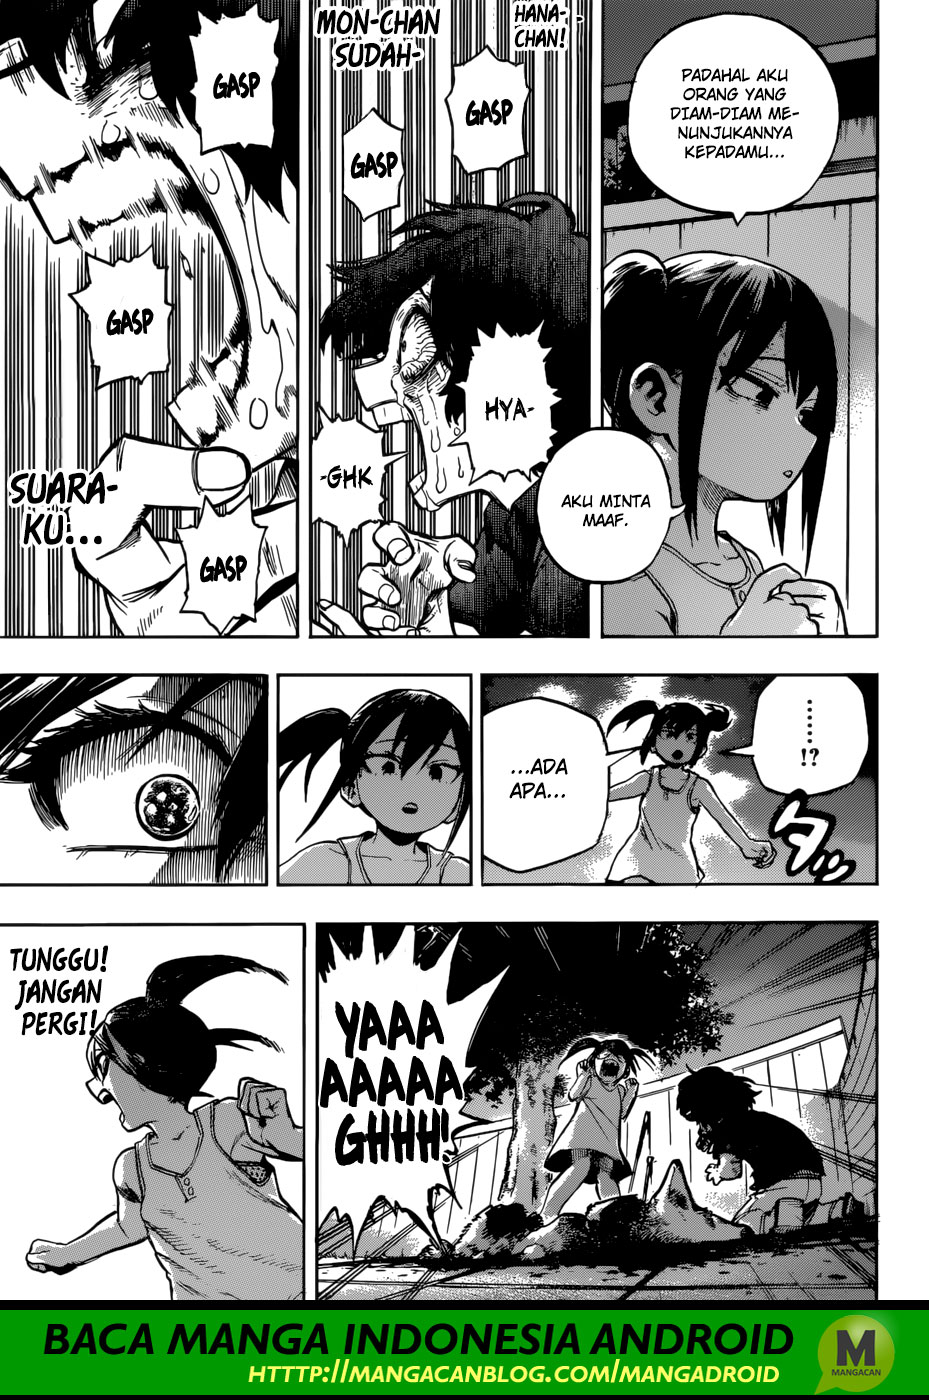 PADAHAL AKU
ORANG YANG
DIAM-DIAM ME-
NUNJUKANNYA
KEPADAMU...
AKU MINTA
MAAF.
HANA-
CHAN!
MON-CHAN
SUDAH-
GASP
GASP
HYA-
-GHK
GASP
GASP
SUARA-
KU...
GASP
........
!?
クッ
...ADA
APA...
YAAA
AAAAA
GHHH!
TUNGGU!
JANGAN
PERGI!
BACA MANGA INDONESIA ANDROID
HTTTP://MANGACANBLOG.COM/MANGADROID
M
MANGACAN